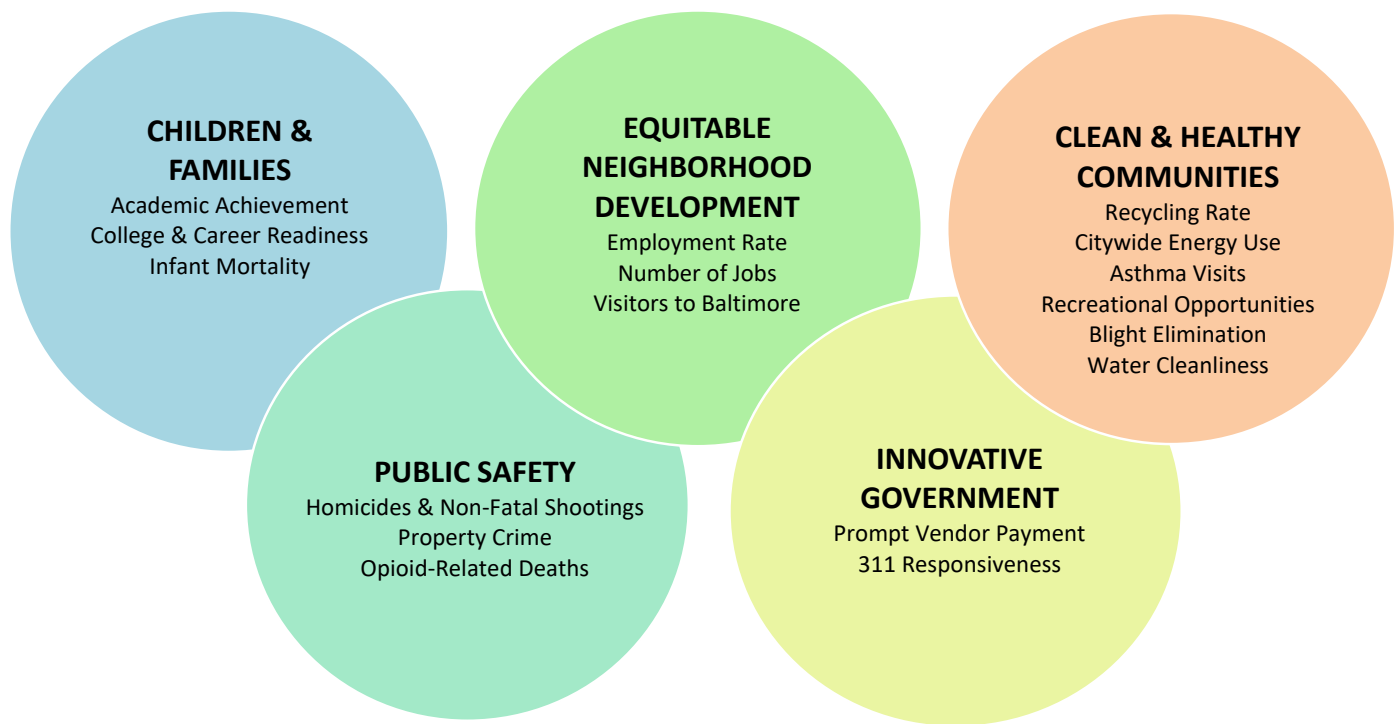 CHILDREN &
FAMILIES
Academic Achievement
College & Career Readiness
Infant Mortality
EQUITABLE
NEIGHBORHOOD
DEVELOPMENT
Employment Rate
Number of Jobs
Visitors to Baltimore
CLEAN & HEALTHY
COMMUNITIES
Recycling Rate
Citywide Energy Use
Asthma Visits
Recreational Opportunities
Blight Elimination
Water Cleanliness
PUBLIC SAFETY
Homicides & Non-Fatal Shootings
Property Crime
Opioid-Related Deaths
INNOVATIVE
GOVERNMENT
Prompt Vendor Payment
311 Responsiveness